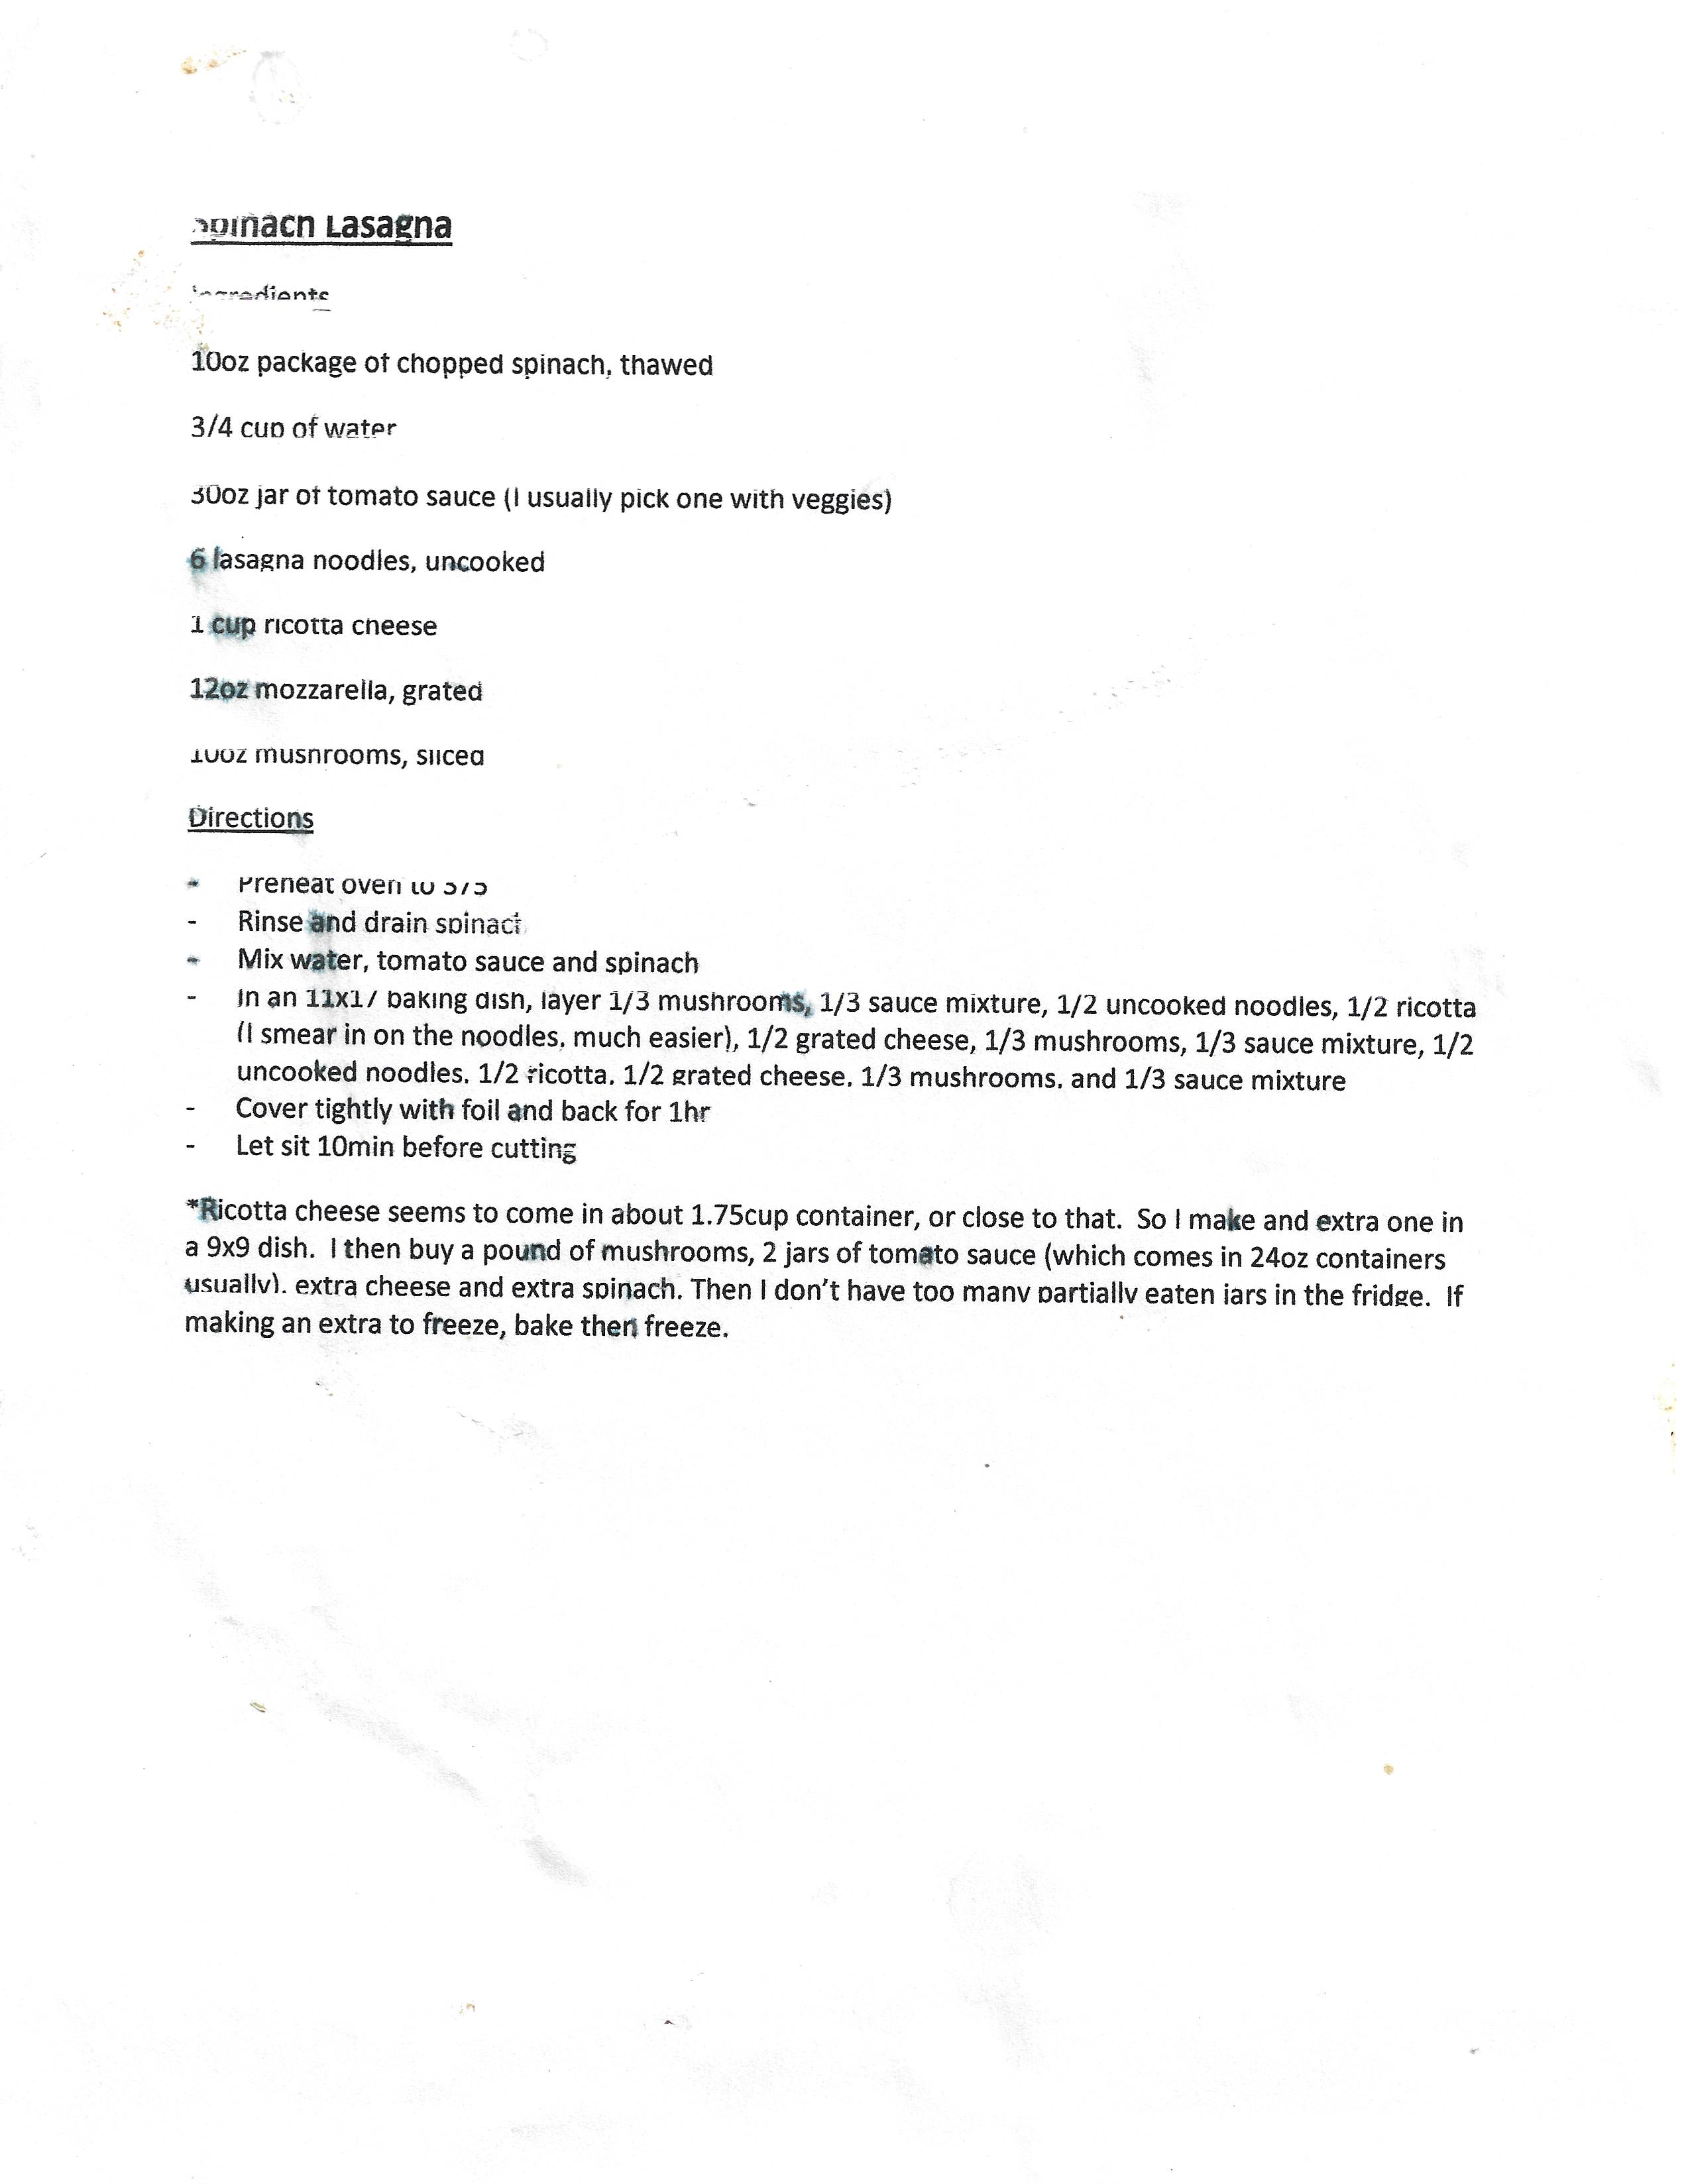 Spinach Lasagna
Ingredients
10oz package of chopped spinach, thawed
3/4 cup of water
30oz jar of tomato sauce (I usually pick one with veggies)
6 lasagna noodles, uncooked
1 cup ricotta cheese
12oz mozzarella, grated
10oz mushrooms, sliced
Directions
- Preheat oven to 375
- Rinse and drain spinach
- Mix water, tomato sauce and spinach
- In an 11x17 baking dish, layer 1/3 mushrooms, 1/3 sauce mixture, 1/2 uncooked noodles, 1/2 ricotta
(I smear in on the noodles, much easier), 1/2 grated cheese, 1/3 mushrooms, 1/3 sauce mixture, 1/2
uncooked noodles, 1/2 ricotta, 1/2 grated cheese, 1/3 mushrooms, and 1/3 sauce mixture
- Cover tightly with foil and back for 1hr
- Let sit 10min before cutting
*Ricotta cheese seems to come in about 1.75cup container, or close to that. So I make and extra one in
a 9x9 dish. I then buy a pound of mushrooms, 2 jars of tomato sauce (which comes in 24oz containers
usually), extra cheese and extra spinach. Then I don't have too many partially eaten jars in the fridge. If
making an extra to freeze, bake then freeze.